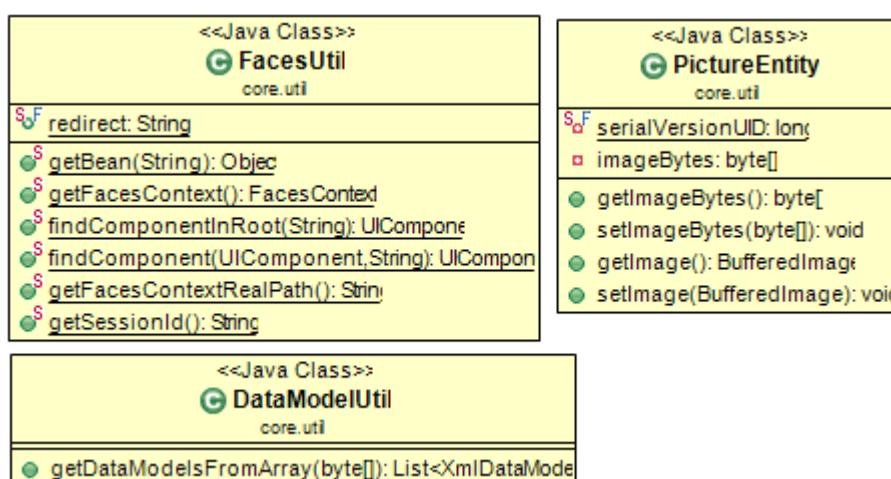 <<Java Class>>
C FacesUtil
core.util
S F redirect: String
S getBean(String): Objec
S getFacesContext(): FacesContext
S findComponentInRoot(String): UICompone
S findComponent(UIComponent,String): UICompon
S getFacesContextRealPath(): Strin
S getSessionId(): String
<<Java Class>>
C PictureEntity
core.util
S F serialVersionUID: long
imageBytes: byte[]
getImageBytes(): byte[
setImageBytes(byte[]): void
getImage(): BufferedImage
setImage(BufferedImage): void
<<Java Class>>
C DataModelUtil
core.util
getDataModelsFromArray(byte[]): List<XmlDataMode